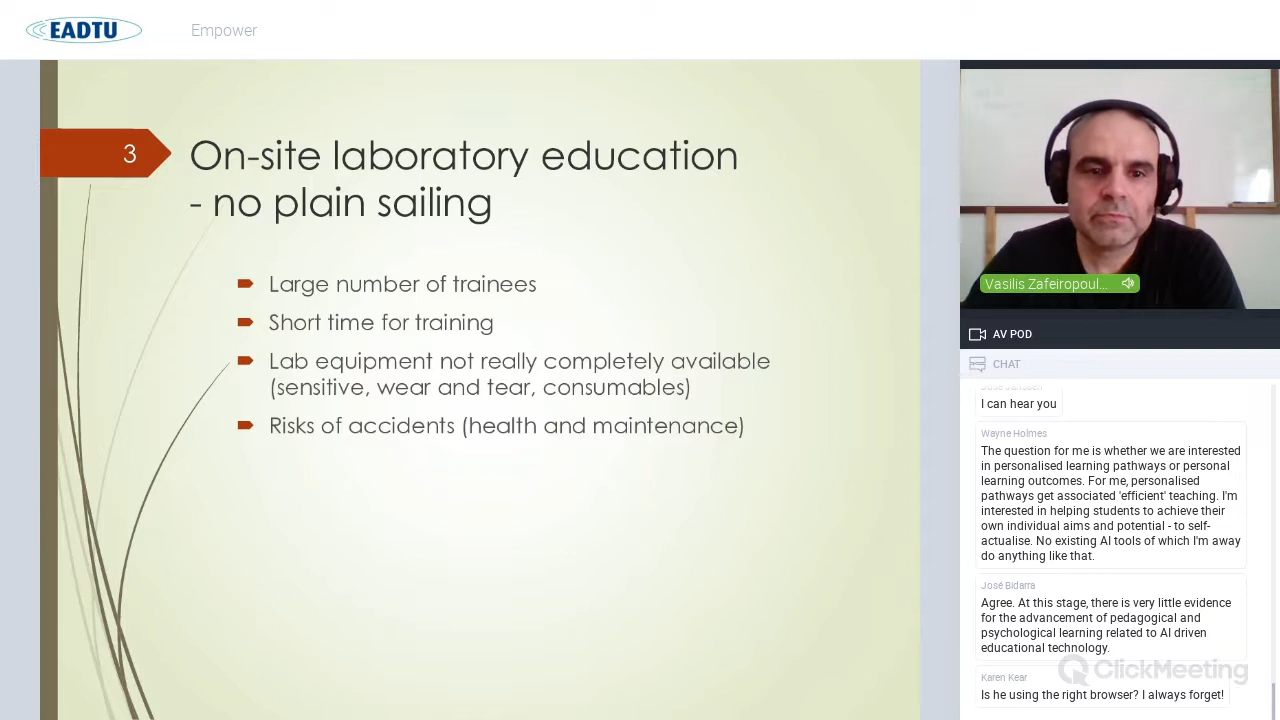 EADTU
Empower
3
On-site laboratory education
- no plain sailing
Large number of trainees
Short time for training
Lab equipment not really completely available
(sensitive, wear and tear, consumables)
Risks of accidents (health and maintenance)
Vasilis Zafeiropoul...
AV POD
CHAT
I can hear you
Wayne Holmes
The question for me is whether we are interested
in personalised learning pathways or personal
learning outcomes. For me, personalised
pathways get associated 'efficient' teaching. I'm
interested in helping students to achieve their
own individual aims and potential - to self-
actualise. No existing AI tools of which I'm away
do anything like that.
José Bidarra
Agree. At this stage, there is very little evidence
for the advancement of pedagogical and
psychological learning related to AI driven
educational technology.
ClickMeeting
Karen Kear
Is he using the right browser? I always forget!